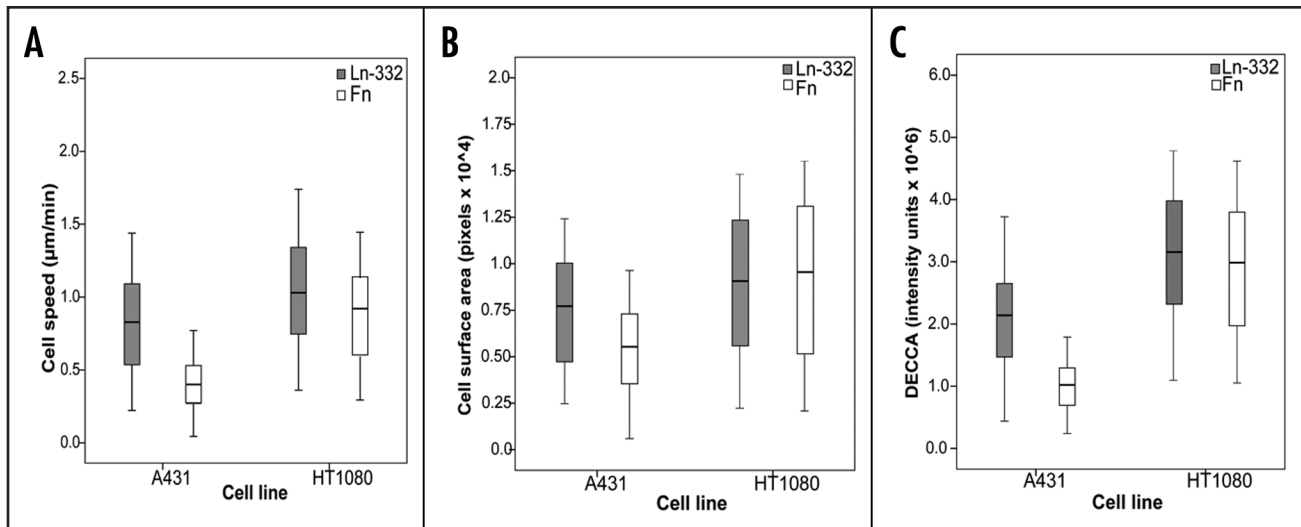 A
Ln-332
Fn
Cell speed (µm/min)
2.5
2.0
1.5
1.0
0.5
0.0
A431
HT1080
Cell line
B
Ln-332
Fn
Cell surface area (pixels x 10^4)
2.0
1.75
1.5
1.25
1.0
0.75
0.50
0.25
0.0
A431
HT1080
Cell line
C
Ln-332
Fn
DECCA (intensity units x 10^6)
6.0
5.0
4.0
3.0
2.0
1.0
0.0
A431
HT1080
Cell line